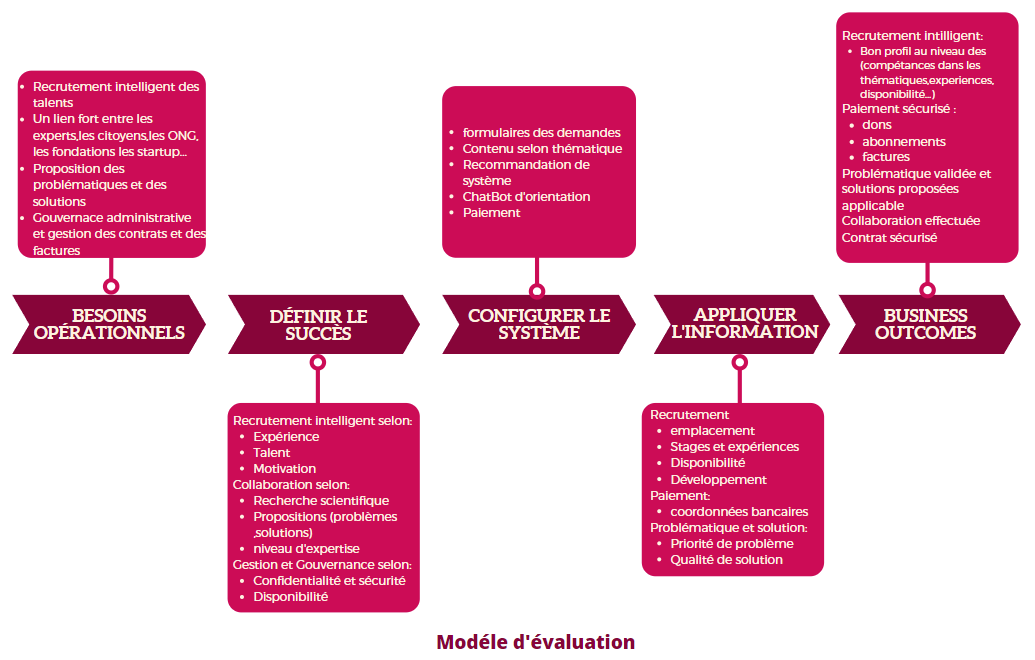 • Recrutement intelligent des
talents
• Un lien fort entre les
experts,les citoyens,les ONG,
les fondations les startup...
• Proposition des
problématiques et des
solutions
• Gouvernace administrative
et gestion des contrats et des
factures
BESOINS
OPÉRATIONNELS
DÉFINIR LE
SUCCÈS
Recrutement intelligent selon:
• Expérience
• Talent
• Motivation
Collaboration selon:
• Recherche scientifique
• Propositions (problèmes
,solutions)
• niveau d'expertise
Gestion et Gouvernance selon:
• Confidentialité et sécurité
• Disponibilité
• formulaires des demandes
• Contenu selon thématique
• Recommandation de
système
• ChatBot d'orientation
• Paiement
CONFIGURER LE
SYSTÈME
APPLIQUER
L'INFORMATION
Recrutement
• emplacement
• Stages et expériences
• Disponibilité
• Développement
Paiement:
• coordonnées bancaires
Problématique et solution:
• Priorité de problème
• Qualité de solution
Recrutement intilligent:
• Bon profil au niveau des
(compétances dans les
thématiques,experiences,
disponibilité...)
Paiement sécurisé :
• dons
• abonnements
• factures
Problématique validée et
solutions proposées
applicable
Collaboration effectuée
Contrat sécurisé
BUSINESS
OUTCOMES
Modéle d'évaluation